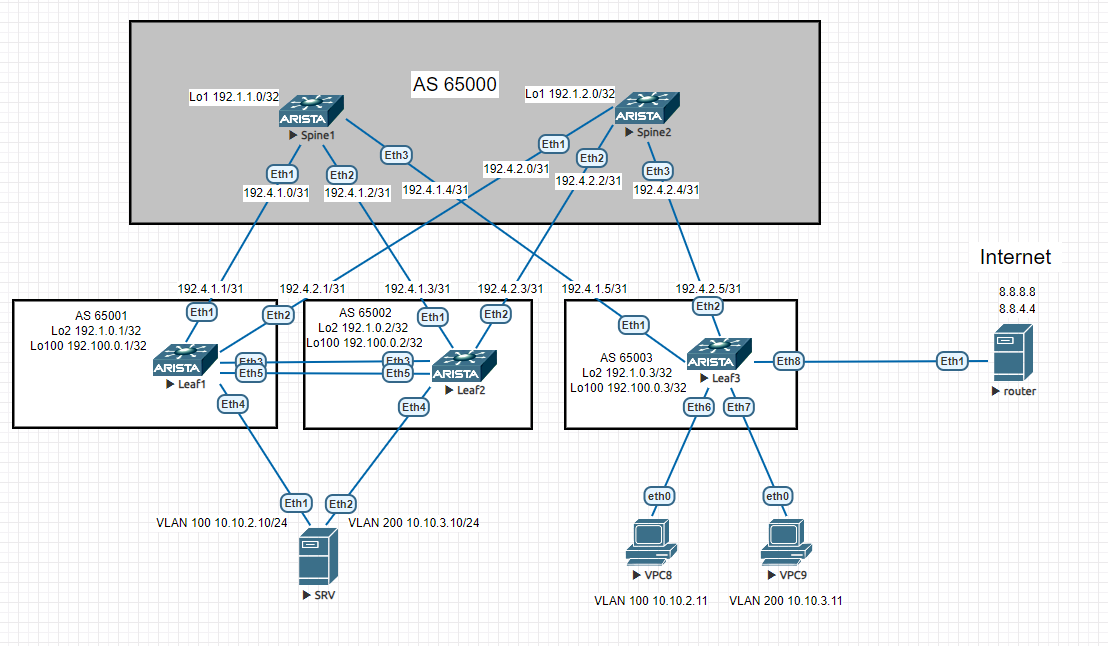 AS 65000
Lo1 192.1.1.0/32
Lo1 192.1.2.0/32
ARISTA
Spine1
ARISTA
Spine2
Eth1
Eth2
Eth3
Eth1
Eth2
Eth3
192.4.1.0/31
192.4.1.2/31
192.4.1.4/31
192.4.2.0/31
192.4.2.2/31
192.4.2.4/31
192.4.1.1/31
192.4.2.1/31
192.4.1.3/31
192.4.2.3/31
192.4.1.5/31
192.4.2.5/31
AS 65001
Lo2 192.1.0.1/32
Lo100 192.100.0.1/32
Eth1
Eth2
Eth3
Eth5
Eth4
ARISTA
Leaf1
AS 65002
Lo2 192.1.0.2/32
Lo100 192.100.0.2/32
Eth1
Eth2
Eth3
Eth5
Eth4
ARISTA
Leaf2
AS 65003
Lo2 192.1.0.3/32
Lo100 192.100.0.3/32
Eth1
Eth2
Eth8
Eth6
Eth7
ARISTA
Leaf3
Internet
8.8.8.8
8.8.4.4
Eth1
router
Eth1
Eth2
VLAN 100 10.10.2.10/24
VLAN 200 10.10.3.10/24
SRV
eth0
eth0
VPC8
VPC9
VLAN 100 10.10.2.11
VLAN 200 10.10.3.11